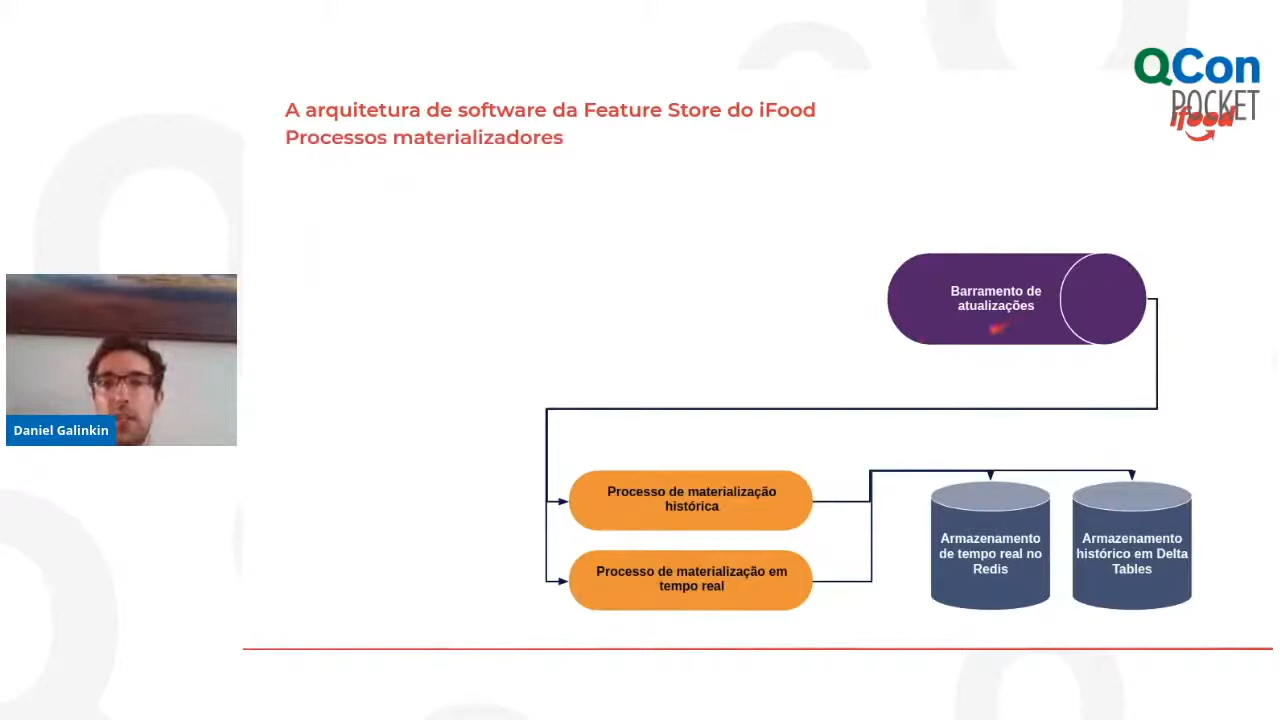 QCon
POCKET
ifood
A arquitetura de software da Feature Store do iFood
Processos materializadores
Barramento de
atualizações
Daniel Galinkin
Processo de materialização
histórica
Processo de materialização em
tempo real
Armazenamento
de tempo real no
Redis
Armazenamento
histórico em Delta
Tables